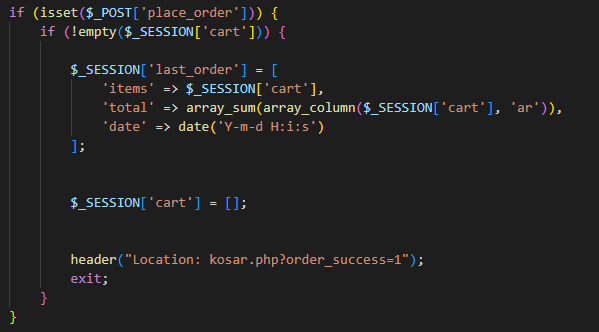 if (isset($_POST['place_order'])) {
    if (!empty($_SESSION['cart'])) {
        $_SESSION['last_order'] = [
            'items' => $_SESSION['cart'],
            'total' => array_sum(array_column($_SESSION['cart'], 'ar')),
            'date' => date('Y-m-d H:i:s')
        ];
        $_SESSION['cart'] = [];
        header("Location: kosar.php?order_success=1");
        exit;
    }
}